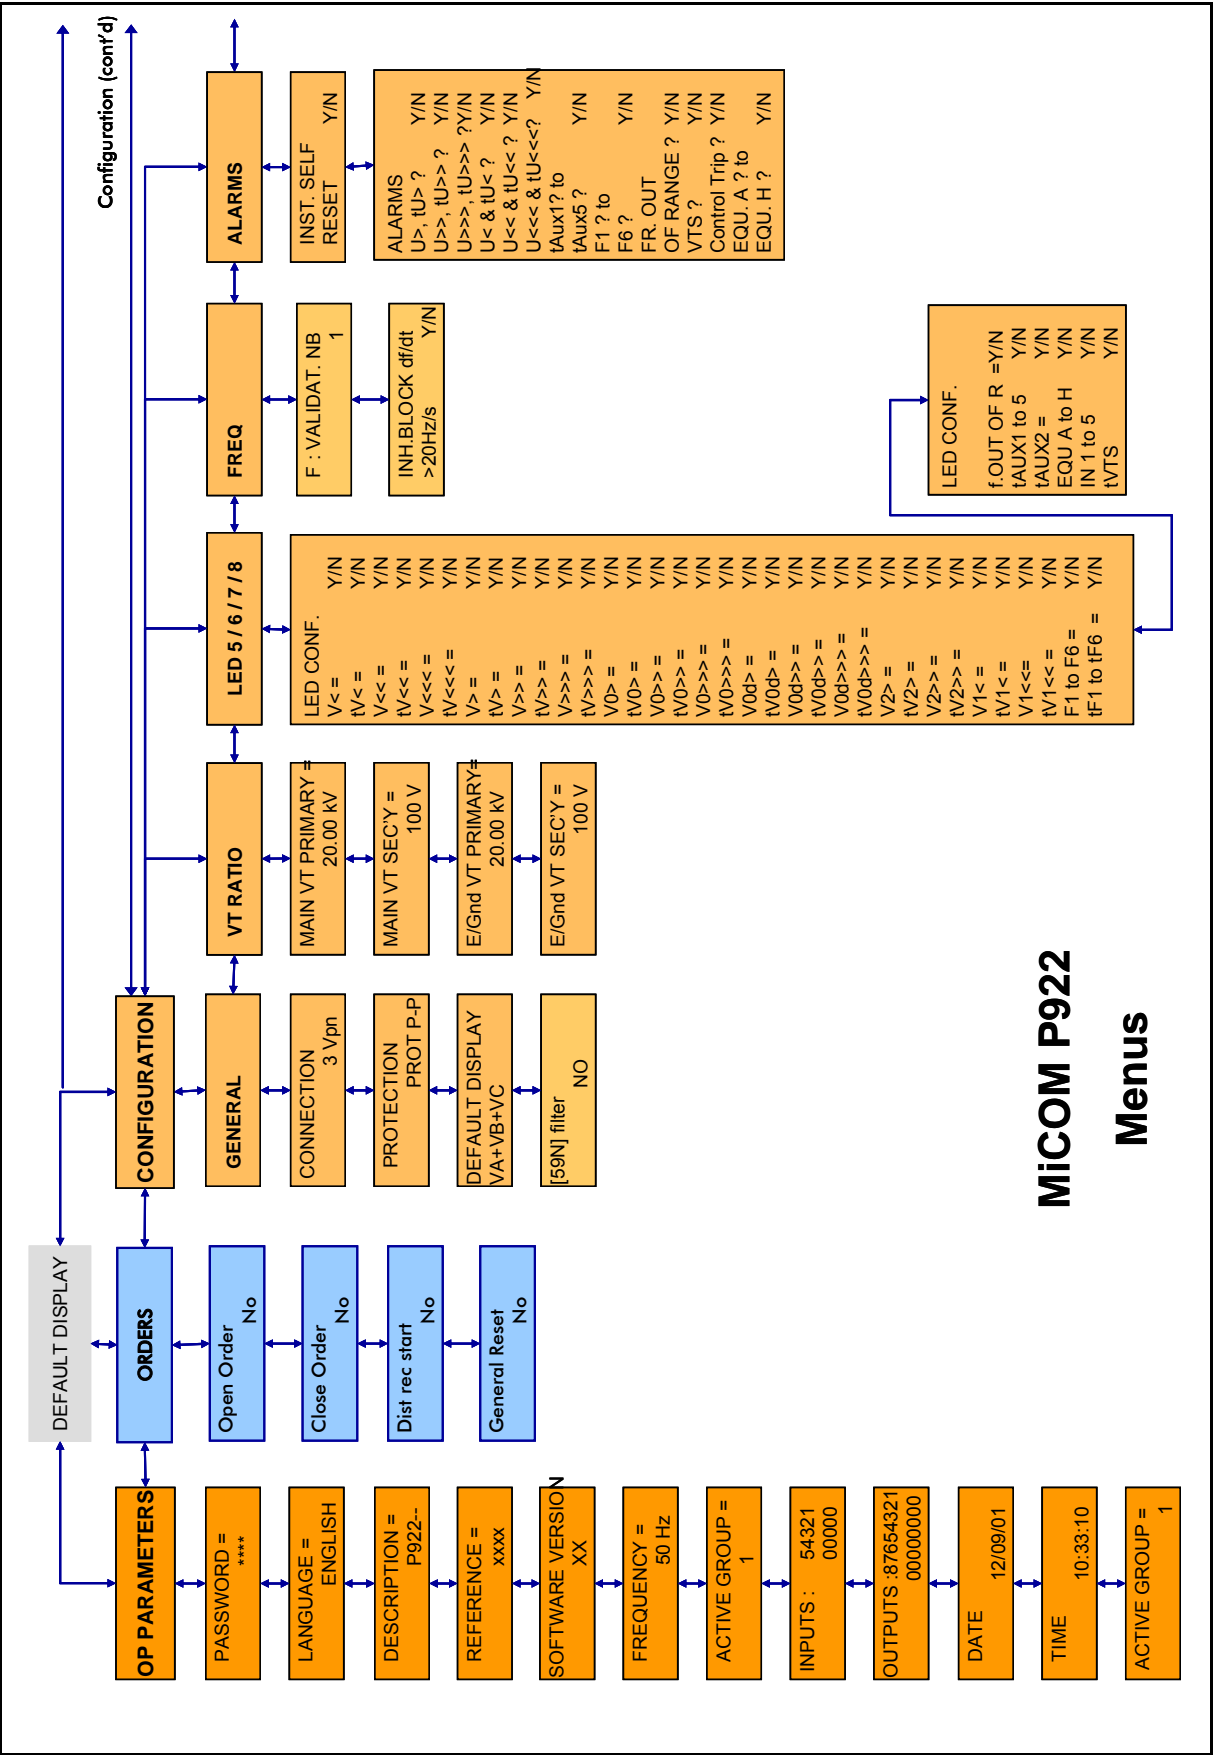 DEFAULT DISPLAY
Configuration (cont'd)
OP PARAMETERS
PASSWORD =
****
LANGUAGE =
ENGLISH
DESCRIPTION =
P922--
REFERENCE =
xxxx
SOFTWARE VERSION
XX
FREQUENCY =
50 Hz
ACTIVE GROUP =
1
INPUTS : 54321
00000
OUTPUTS :87654321
00000000
DATE
12/09/01
TIME
10:33:10
ACTIVE GROUP =
1
ORDERS
Open Order
No
Close Order
No
Dist rec start
No
General Reset
No
CONFIGURATION
GENERAL
CONNECTION
3 Vpn
PROTECTION
PROT P-P
DEFAULT DISPLAY
VA+VB+VC
[59N] filter
NO
VT RATIO
MAIN VT PRIMARY =
20.00 kV
MAIN VT SEC'Y =
100 V
E/Gnd VT PRIMARY=
20.00 kV
E/Gnd VT SEC'Y =
100 V
LED 5 / 6 / 7 / 8
LED CONF.
V< = Y/N
tV< = Y/N
V<< = Y/N
tV<< = Y/N
V<<< = Y/N
tV<<< = Y/N
V> = Y/N
tV> = Y/N
V>> = Y/N
tV>> = Y/N
V>>> = Y/N
tV>>> = Y/N
V0> = Y/N
tV0> = Y/N
V0>> = Y/N
tV0>> = Y/N
V0>>> = Y/N
tV0>>> = Y/N
V0d> = Y/N
tV0d> = Y/N
V0d>> = Y/N
tV0d>> = Y/N
V0d>>> = Y/N
tV0d>>> = Y/N
V2> = Y/N
tV2> = Y/N
V2>> = Y/N
tV2>> = Y/N
V1< = Y/N
tV1< = Y/N
V1<<= Y/N
tV1<< = Y/N
F1 to F6 = Y/N
tF1 to tF6 = Y/N
LED CONF.
f.OUT OF R =Y/N
tAUX1 to 5 Y/N
tAUX2 = Y/N
EQU A to H Y/N
IN 1 to 5 Y/N
tVTS Y/N
FREQ
F : VALIDAT. NB
1
INH.BLOCK df/dt
>20Hz/s Y/N
ALARMS
INST. SELF
RESET Y/N
ALARMS
U>, tU> ? Y/N
U>>, tU>> ? Y/N
U>>>, tU>>> ?Y/N
U< & tU< ? Y/N
U<< & tU<< ? Y/N
U<<< & tU<<<? Y/N
tAux1? to
tAux5 ? Y/N
F1 ? to
F6 ? Y/N
FR. OUT
OF RANGE ? Y/N
VTS ? Y/N
Control Trip ? Y/N
EQU. A ? to
EQU. H ? Y/N
MiCOM P922
Menus